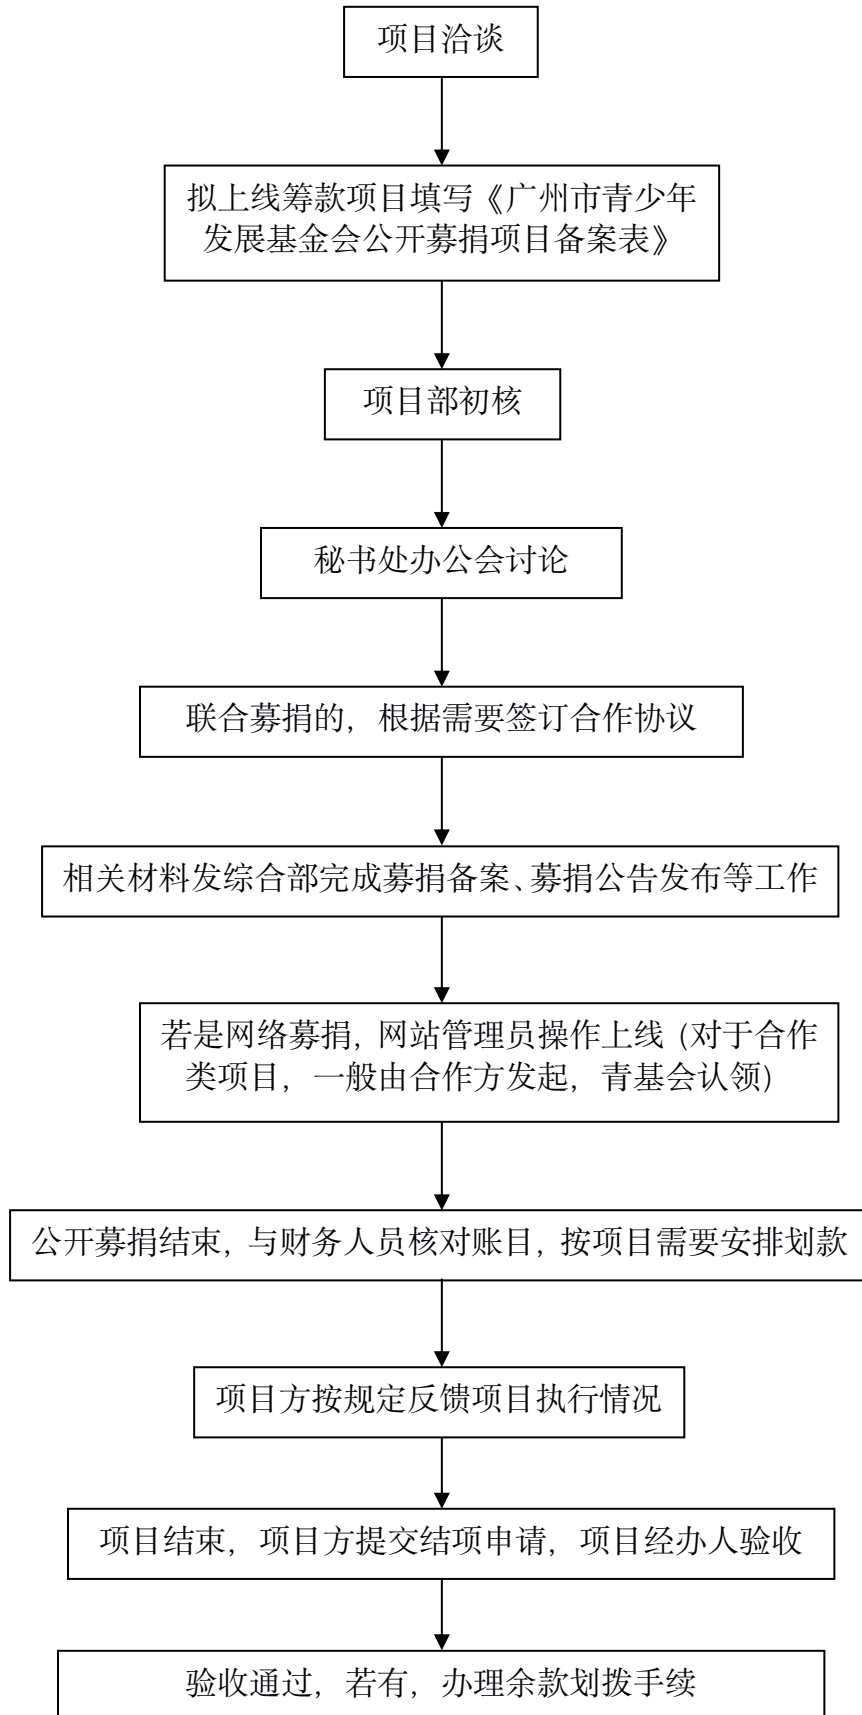 项目洽谈
拟上线筹款项目填写《广州市青少年
发展基金会公开募捐项目备案表》
项目部初核
秘书处办公会讨论
联合募捐的，根据需要签订合作协议
相关材料发综合部完成募捐备案、募捐公告发布等工作
若是网络募捐，网站管理员操作上线（对于合作
类项目，一般由合作方发起，青基会认领）
公开募捐结束，与财务人员核对账目，按项目需要安排划款
项目方按规定反馈项目执行情况
项目结束，项目方提交结项申请，项目经办人验收
验收通过，若有，办理余款划拨手续